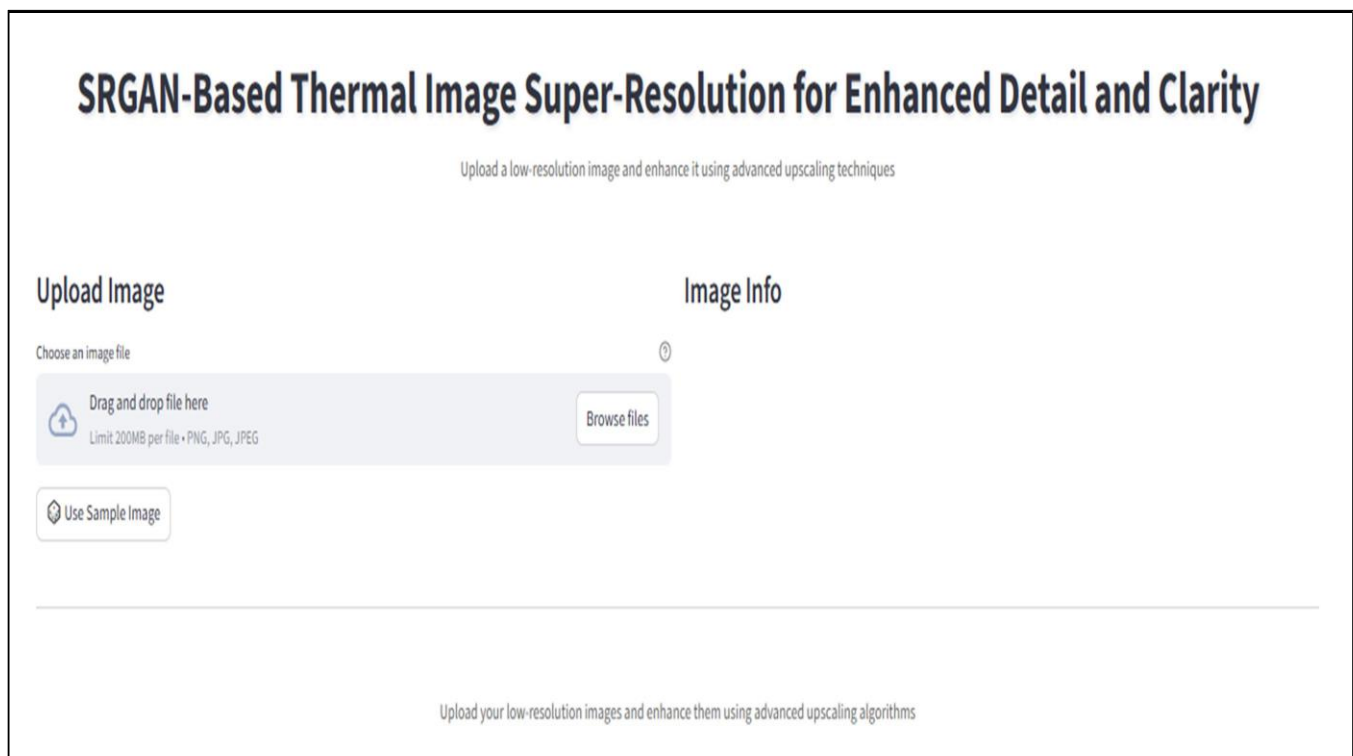 SRGAN-Based Thermal Image Super-Resolution for Enhanced Detail and Clarity
Upload a low-resolution image and enhance it using advanced upscaling techniques
Upload Image
Image Info
Choose an image file
Drag and drop file here
Limit 200MB per file • PNG, JPG, JPEG
Browse files
Use Sample Image
Upload your low-resolution images and enhance them using advanced upscaling algorithms